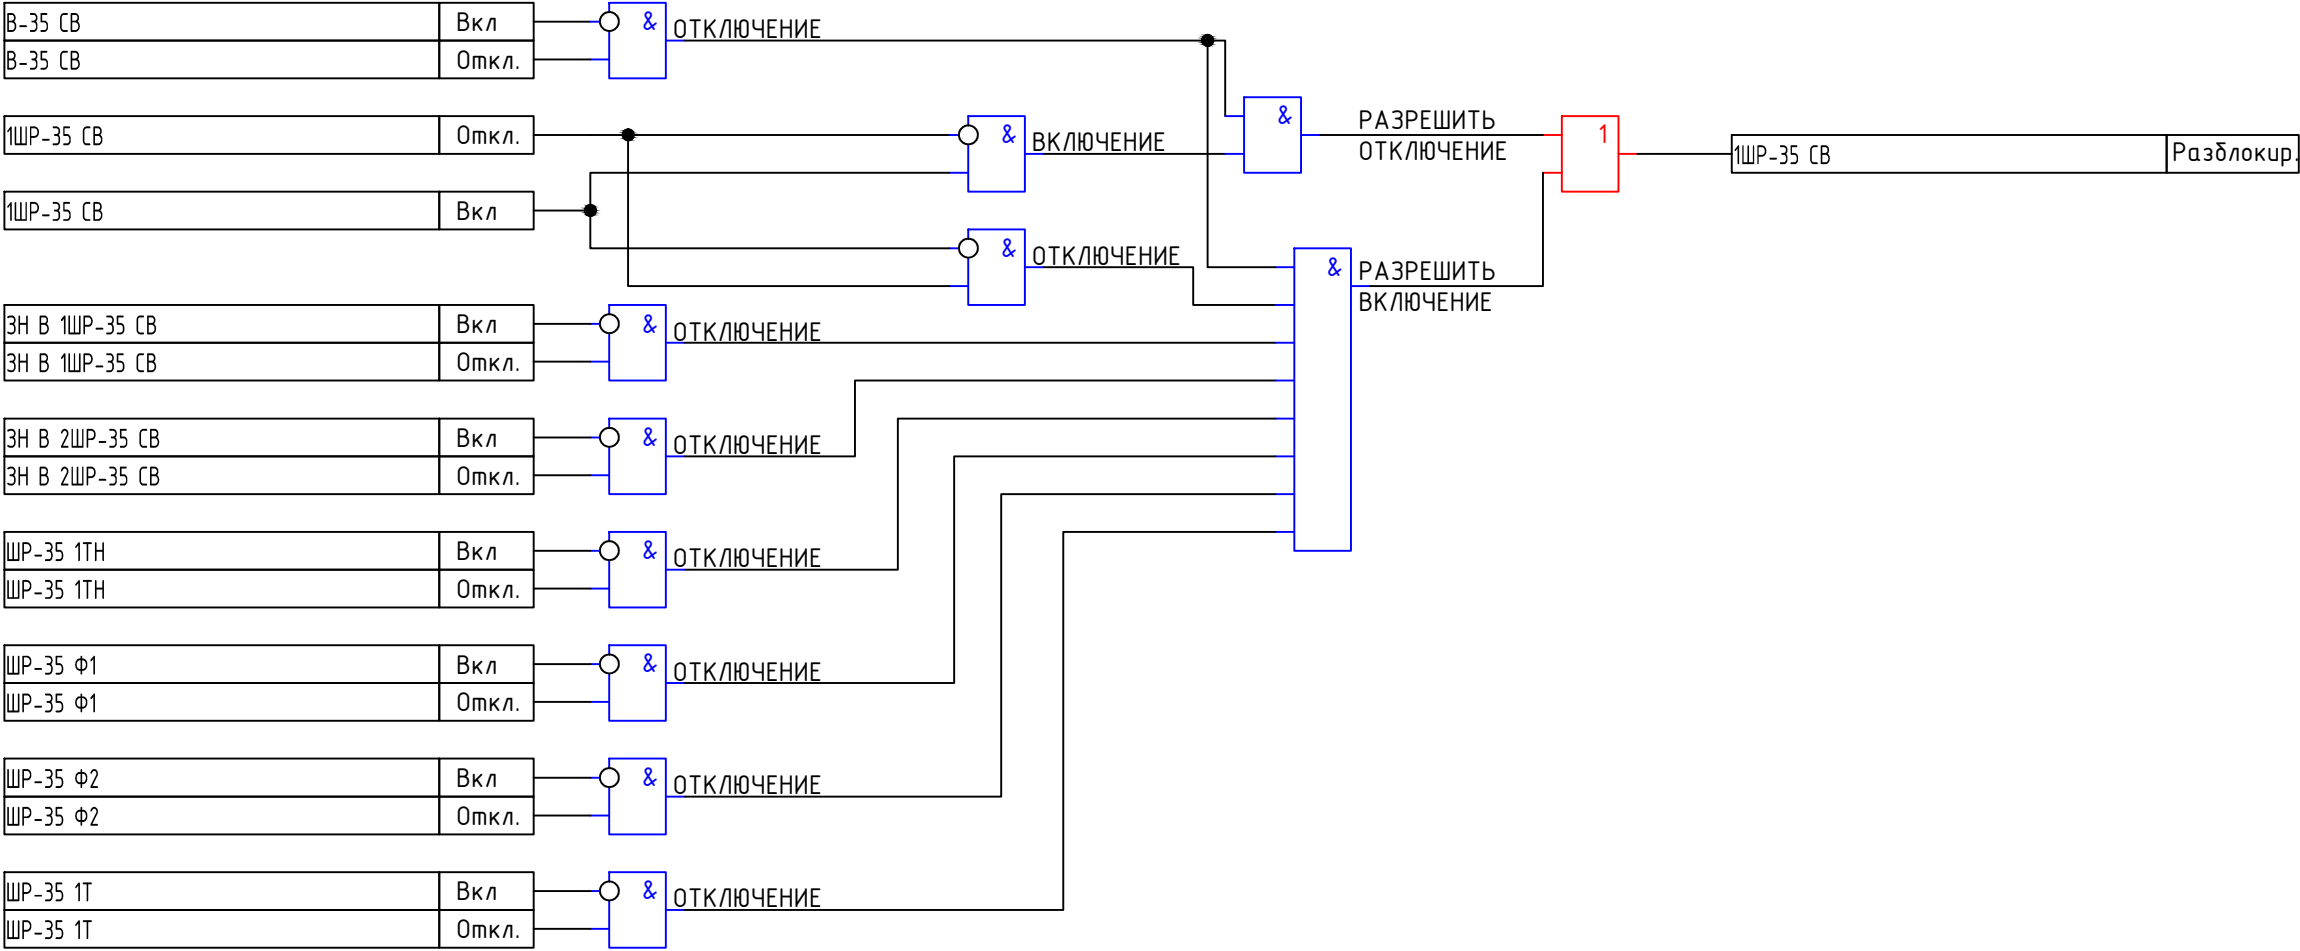 В-35 СВ Вкл & ОТКЛЮЧЕНИЕ
В-35 СВ Откл.
1ШР-35 СВ Откл. & ВКЛЮЧЕНИЕ & РАЗРЕШИТЬ ОТКЛЮЧЕНИЕ 1 1ШР-35 СВ Разблокир.
1ШР-35 СВ Вкл
& ОТКЛЮЧЕНИЕ & РАЗРЕШИТЬ ВКЛЮЧЕНИЕ
ЗН В 1ШР-35 СВ Вкл & ОТКЛЮЧЕНИЕ
ЗН В 1ШР-35 СВ Откл.
ЗН В 2ШР-35 СВ Вкл & ОТКЛЮЧЕНИЕ
ЗН В 2ШР-35 СВ Откл.
ШР-35 1ТН Вкл & ОТКЛЮЧЕНИЕ
ШР-35 1ТН Откл.
ШР-35 Ф1 Вкл & ОТКЛЮЧЕНИЕ
ШР-35 Ф1 Откл.
ШР-35 Ф2 Вкл & ОТКЛЮЧЕНИЕ
ШР-35 Ф2 Откл.
ШР-35 1Т Вкл & ОТКЛЮЧЕНИЕ
ШР-35 1Т Откл.